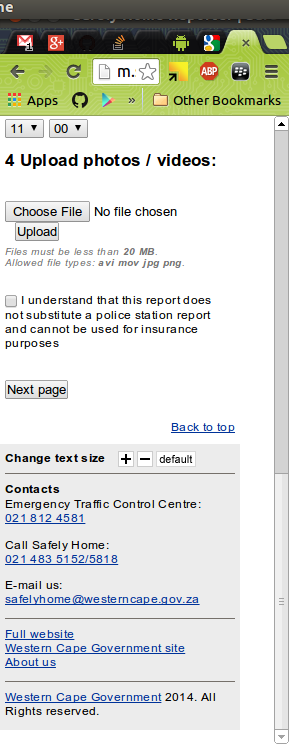 ne
1
g+
ABP
m.
Apps
»
Other Bookmarks
11 00
4 Upload photos / videos:
Choose File No file chosen
Upload
Files must be less than 20 MB.
Allowed file types: avi mov jpg png.
I understand that this report does
not substitute a police station report
and cannot be used for insurance
purposes
Next page
Back to top
Change text size + − default
Contacts
Emergency Traffic Control Centre:
021 812 4581
Call Safely Home:
021 483 5152/5818
E-mail us:
safelyhome@westerncape.gov.za
Full website
Western Cape Government site
About us
Western Cape Government 2014. All
Rights reserved.